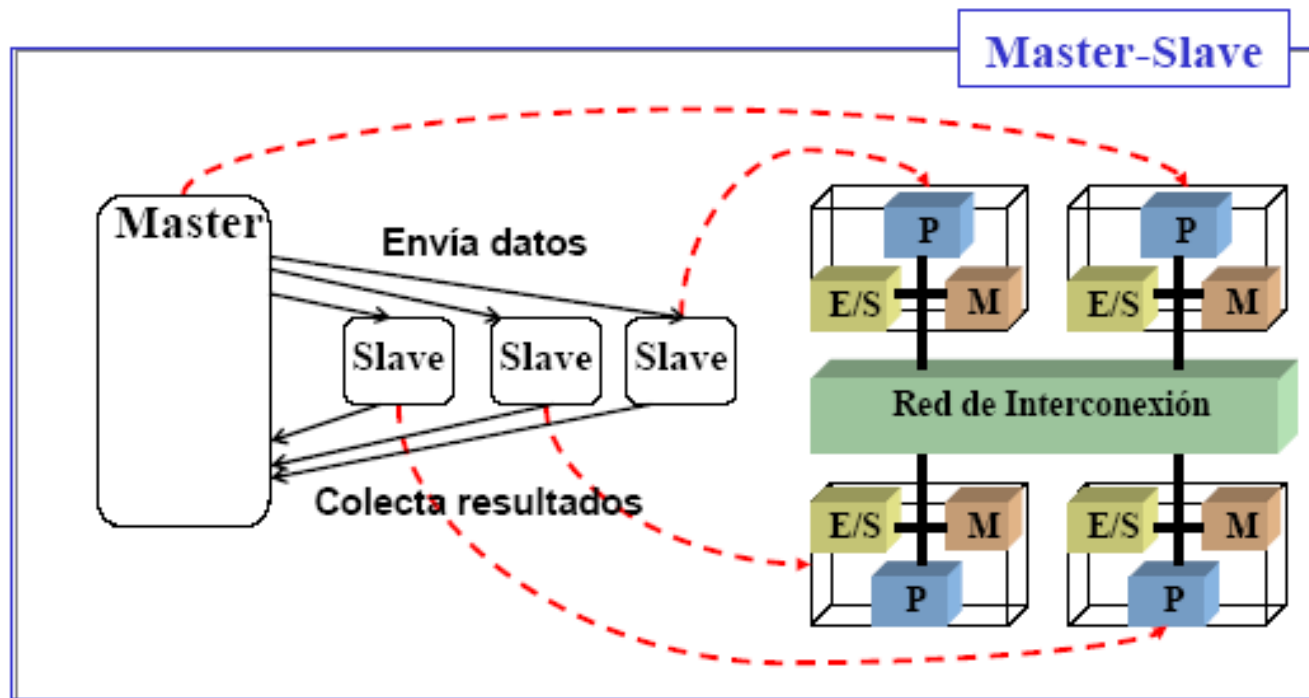 Master-Slave
Master
Envía datos
Slave
Slave
Slave
Colecta resultados
P
E/S
M
P
E/S
M
Red de Interconexión
E/S
M
P
E/S
M
P